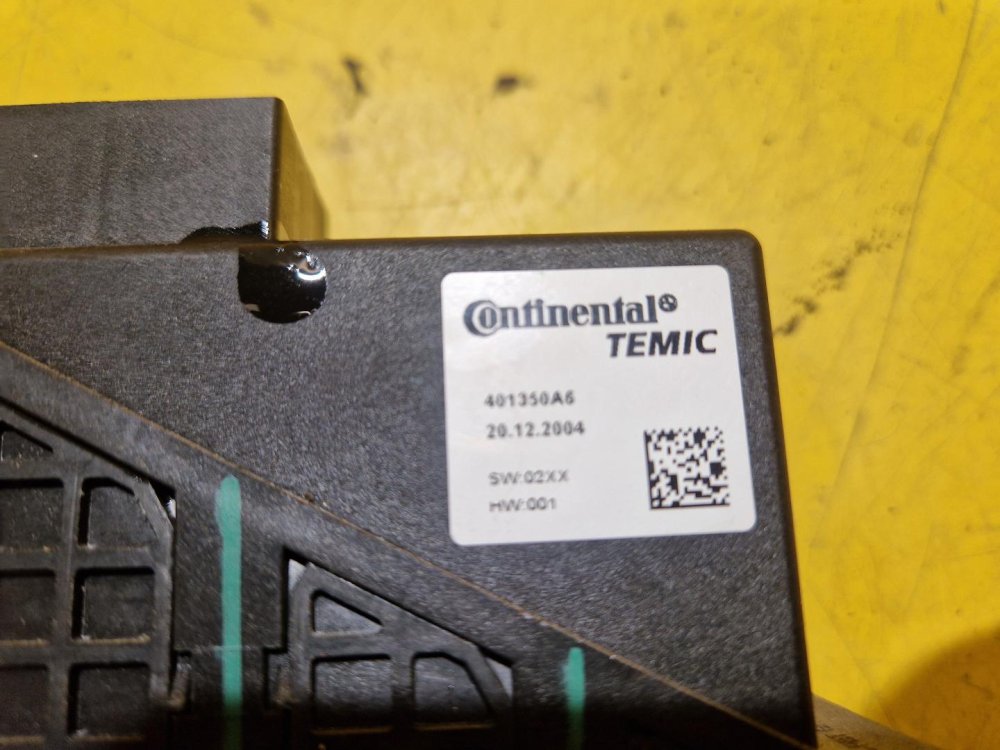 Continental
TEMIC
401350A6
20.12.2004
SW:02XX
HW:001